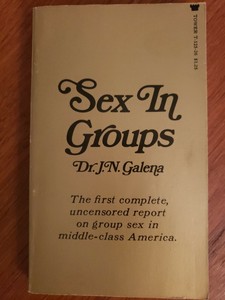 Sex In
Groups
Dr. J.N. Galena
The first complete,
uncensored report
on group sex in
middle-class America.